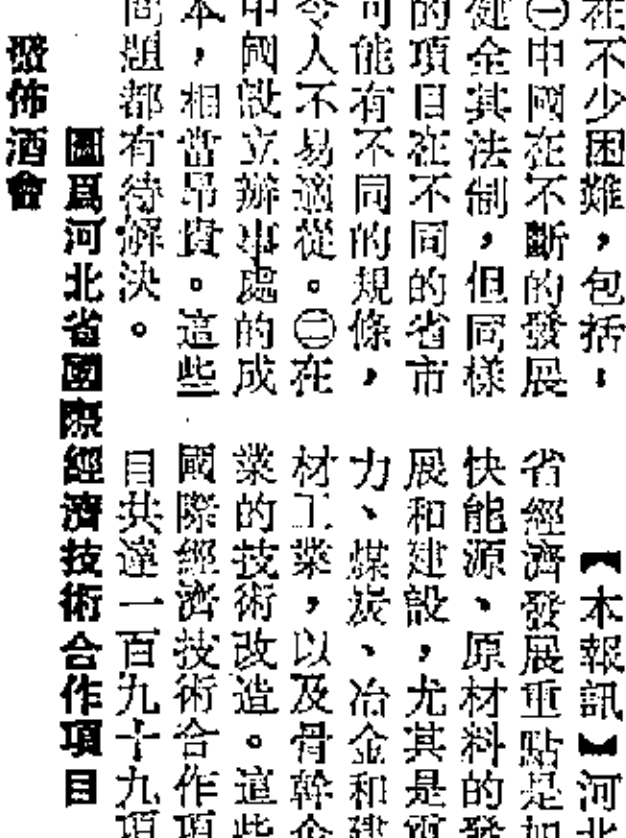 在不少困難，包括：
㊀中國在不斷的發展
健全其法制，但同樣
的項目在不同的省市
可能有不同的規條，
令人不易適從。㊁在
中國設立辦事處的成
本，相當昂貴。這些
問題都有待解決。
【本報訊】河北
省經濟發展重點是加
快能源、原材料的發
展和建設，尤其是電
力、煤炭、冶金和建
材工業，以及骨幹企
業的技術改造。這些
國際經濟技術合作項
目共達一百九十九項
圖爲河北省國際經濟技術合作項目
發佈酒會